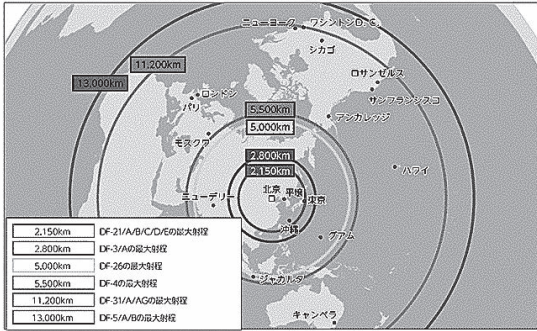 ニューヨーク
ワシントンD.C.
シカゴ
11,200km
13,000km
ロサンゼルス
ロンドン
サンフランシスコ
パリ
5,500km
アンカレッジ
5,000km
モスクワ
2,800km
ハワイ
2,150km
ニューデリー
北京
平壌
東京
沖縄
グアム
ジャカルタ
キャンベラ
2,150km DF-21/A/B/C/D/Eの最大射程
2,800km DF-3/Aの最大射程
5,000km DF-26の最大射程
5,500km DF-4の最大射程
11,200km DF-31/A/AGの最大射程
13,000km DF-5/A/Bの最大射程